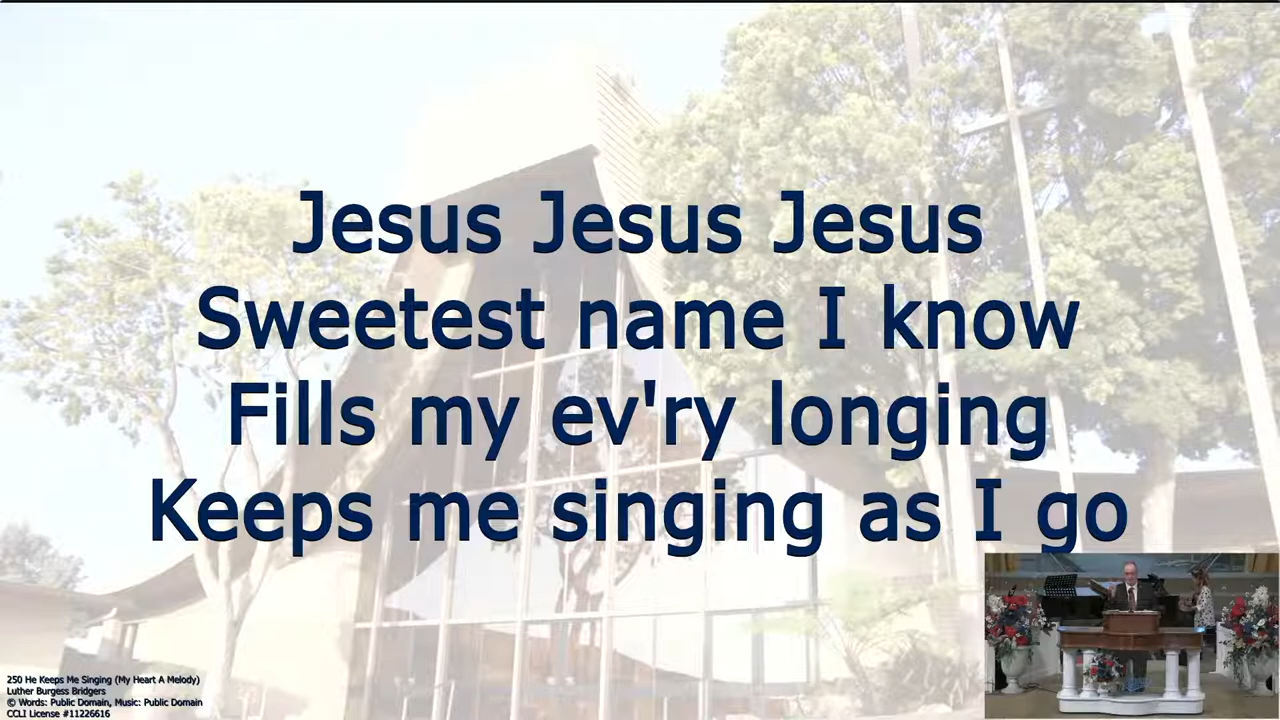 Jesus Jesus Jesus
Sweetest name I know
Fills my ev'ry longing
Keeps me singing as I go
250 He Keeps Me Singing (My Heart A Melody)
Luther Burgess Bridgers
© Words: Public Domain, Music: Public Domain
CCLI License #11226616